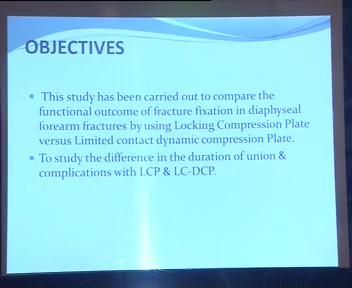 OBJECTIVES
• This study has been carried out to compare the
functional outcome of fracture fixation in diaphyseal
forearm fractures by using Locking Compression Plate
versus Limited contact dynamic compression Plate.
• To study the difference in the duration of union &
complications with LCP & LC-DCP.